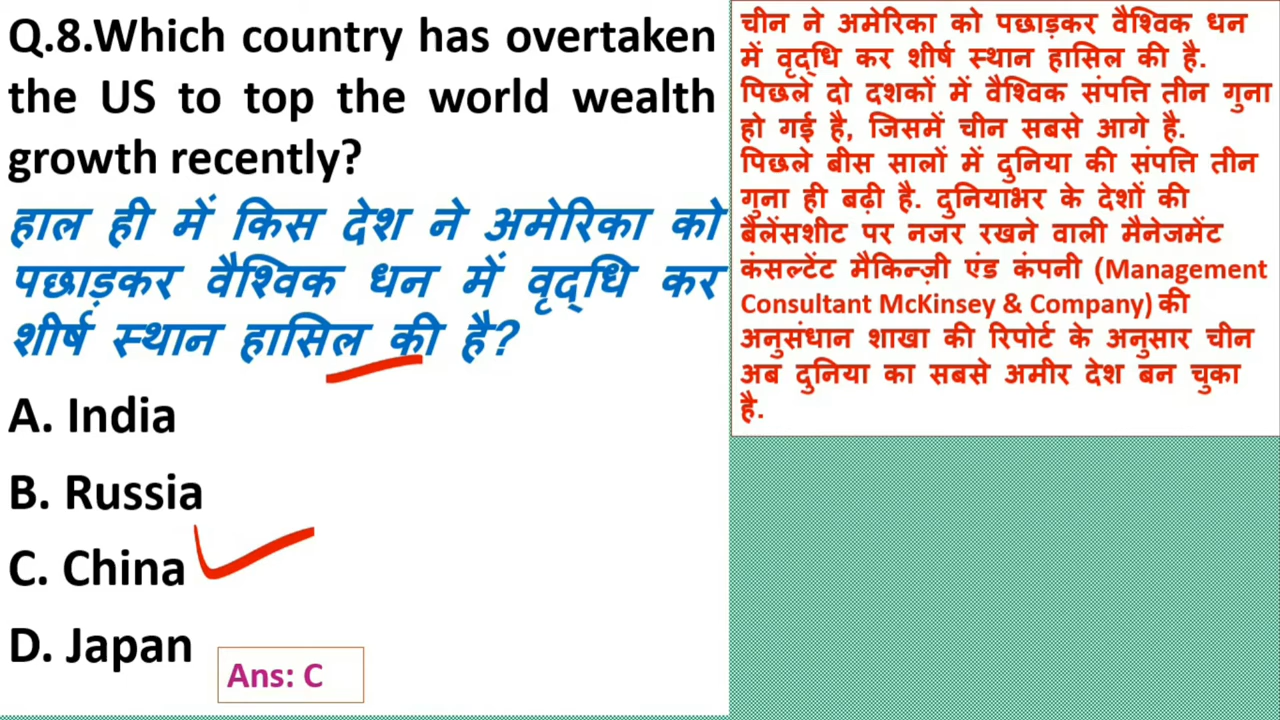 Q.8.Which country has overtaken
the US to top the world wealth
growth recently?
हाल ही में किस देश ने अमेरिका को
पछाड़कर वैश्विक धन में वृद्धि कर
शीर्ष स्थान हासिल की है?
A. India
B. Russia
C. China
D. Japan
Ans: C
चीन ने अमेरिका को पछाड़कर वैश्विक धन
में वृद्धि कर शीर्ष स्थान हासिल की है.
पिछले दो दशकों में वैश्विक संपत्ति तीन गुना
हो गई है, जिसमें चीन सबसे आगे है.
पिछले बीस सालों में दुनिया की संपत्ति तीन
गुना ही बढ़ी है. दुनियाभर के देशों की
बैलेंसशीट पर नजर रखने वाली मैनेजमेंट
कंसल्टेंट मैकिन्ज़ी एंड कंपनी (Management
Consultant McKinsey & Company) की
अनुसंधान शाखा की रिपोर्ट के अनुसार चीन
अब दुनिया का सबसे अमीर देश बन चुका
है.